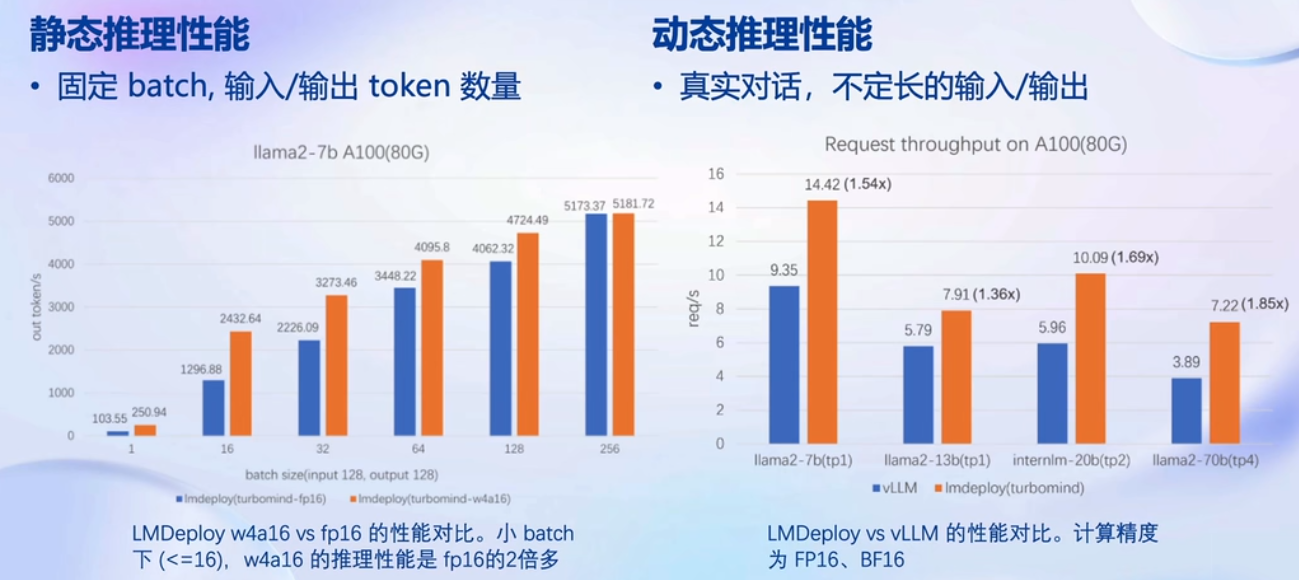 静态推理性能
• 固定 batch, 输入/输出 token 数量
llama2-7b A100(80G)
6000
5000
4000
3000
2000
1000
0
out token/s
103.55
250.94
1296.88
2432.64
2226.09
3273.46
3448.22
4095.8
4062.32
4724.49
5173.37
5181.72
1
16
32
64
128
256
batch size(input 128, output 128)
lmdeploy(turbomind-fp16)
lmdeploy(turbomind-w4a16)
LMDeploy w4a16 vs fp16 的性能对比。小 batch
下 (<=16)，w4a16 的推理性能是 fp16的2倍多
动态推理性能
• 真实对话，不定长的输入/输出
Request throughput on A100(80G)
16
14
12
10
8
6
4
2
0
req/s
9.35
14.42 (1.54x)
5.79
7.91 (1.36x)
5.96
10.09 (1.69x)
3.89
7.22 (1.85x)
llama2-7b(tp1)
llama2-13b(tp1)
internlm-20b(tp2)
llama2-70b(tp4)
vLLM
lmdeploy(turbomind)
LMDeploy vs vLLM 的性能对比。计算精度
为 FP16、BF16